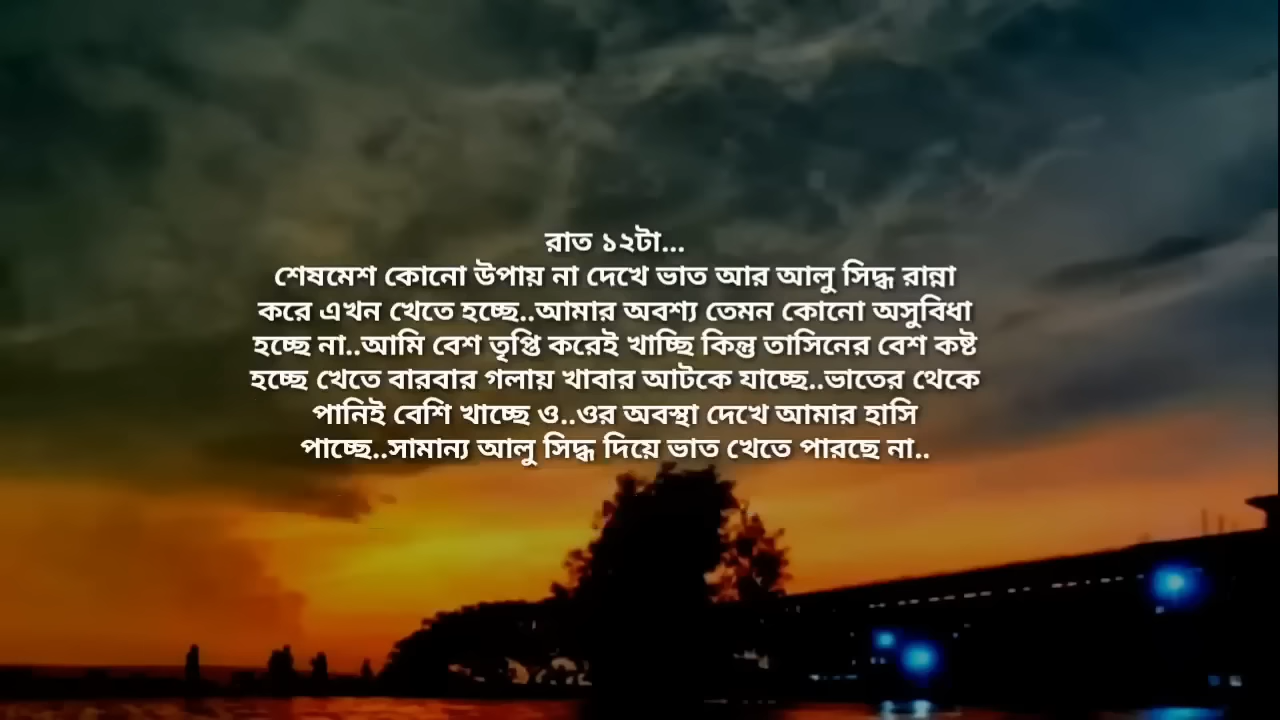 রাত ১২টা...
শেষমেশ কোনো উপায় না দেখে ভাত আর আলু সিদ্ধ রান্না
করে এখন খেতে হচ্ছে..আমার অবশ্য তেমন কোনো অসুবিধা
হচ্ছে না..আমি বেশ তৃপ্তি করেই খাচ্ছি কিন্তু তাসিনের বেশ কষ্ট
হচ্ছে খেতে বারবার গলায় খাবার আটকে যাচ্ছে..ভাতের থেকে
পানিই বেশি খাচ্ছে ও..ওর অবস্থা দেখে আমার হাসি
পাচ্ছে..সামান্য আলু সিদ্ধ দিয়ে ভাত খেতে পারছে না..